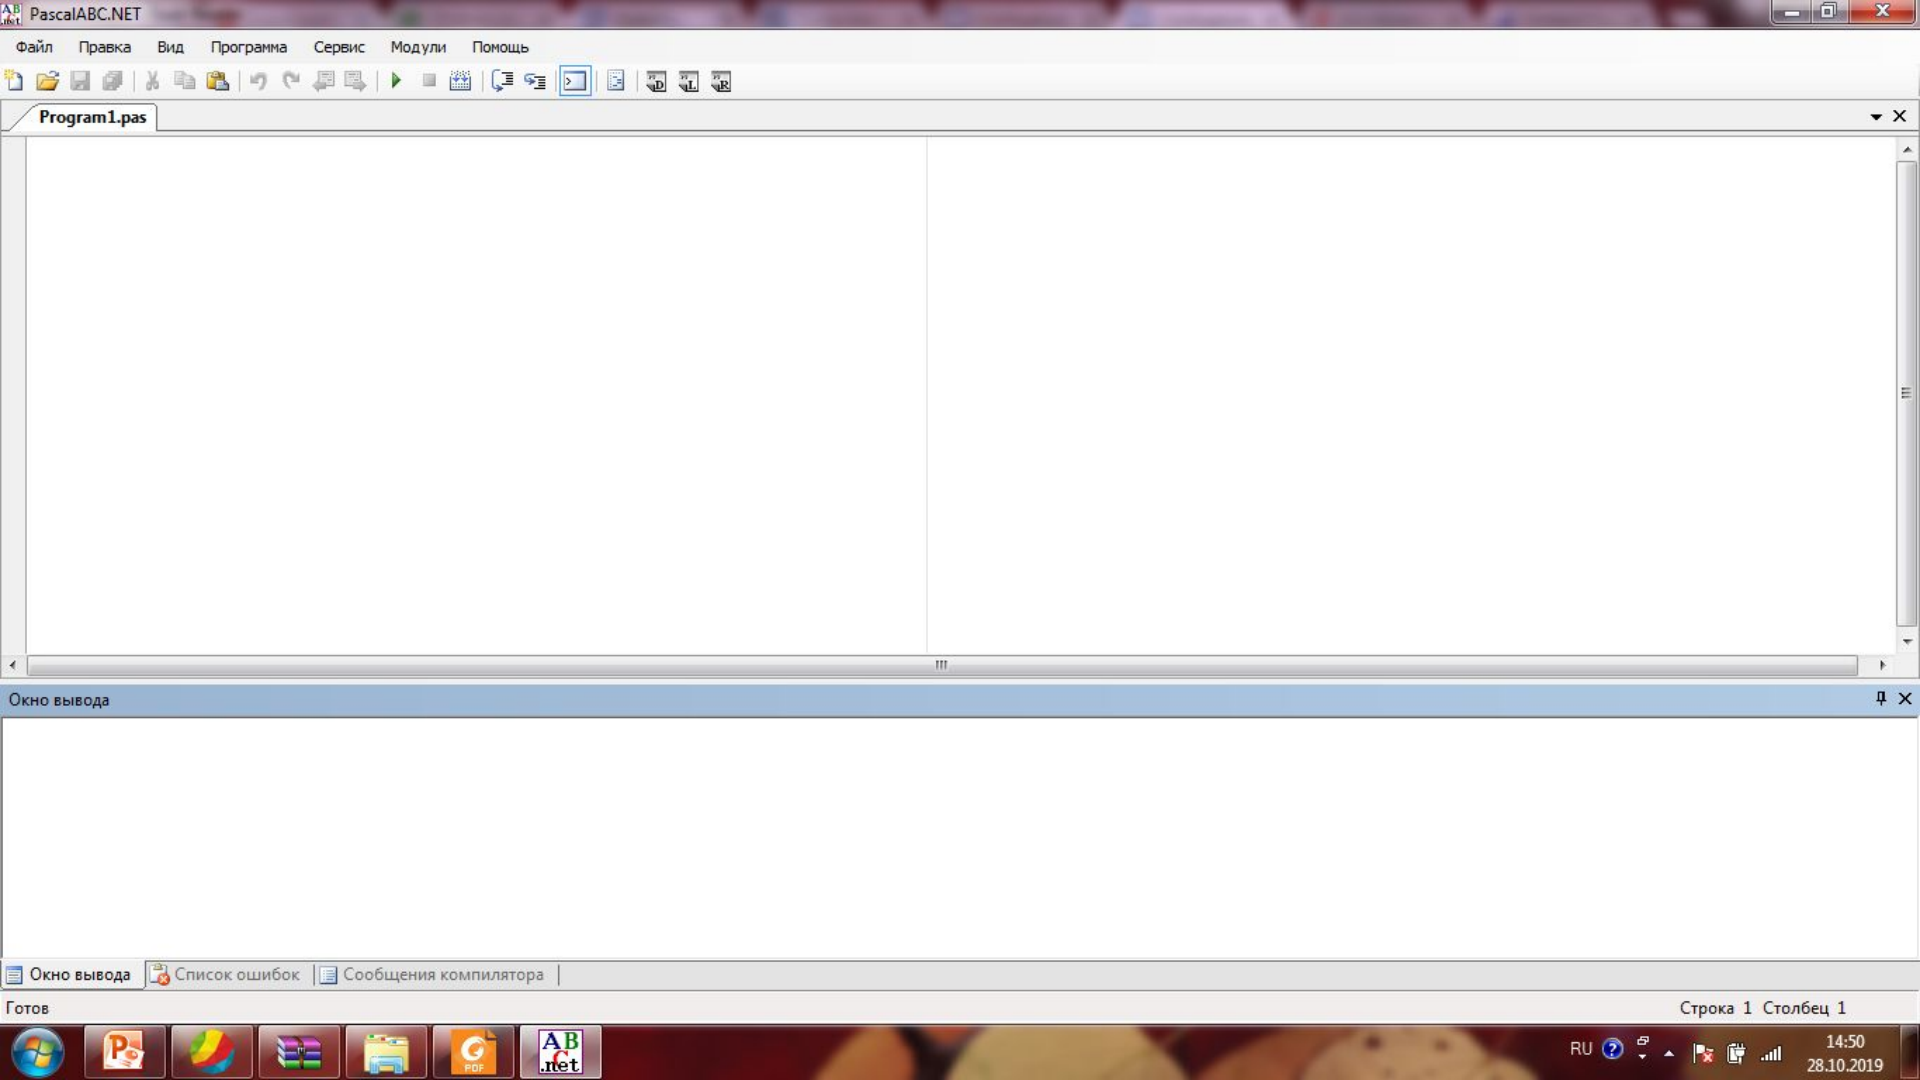 PascalABC.NET
Файл Правка Вид Программа Сервис Модули Помощь
Program1.pas
Окно вывода
Окно вывода Список ошибок Сообщения компилятора
Готов Строка 1 Столбец 1
RU 14:50
28.10.2019